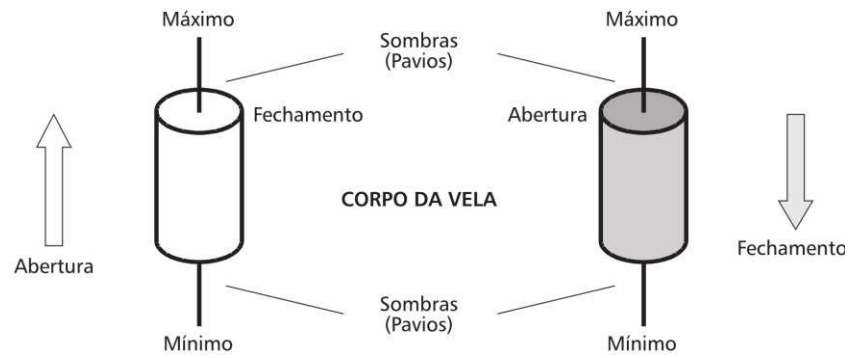 Máximo
Máximo
Sombras
(Pavios)
Fechamento
Abertura
CORPO DA VELA
Abertura
Fechamento
Sombras
(Pavios)
Mínimo
Mínimo